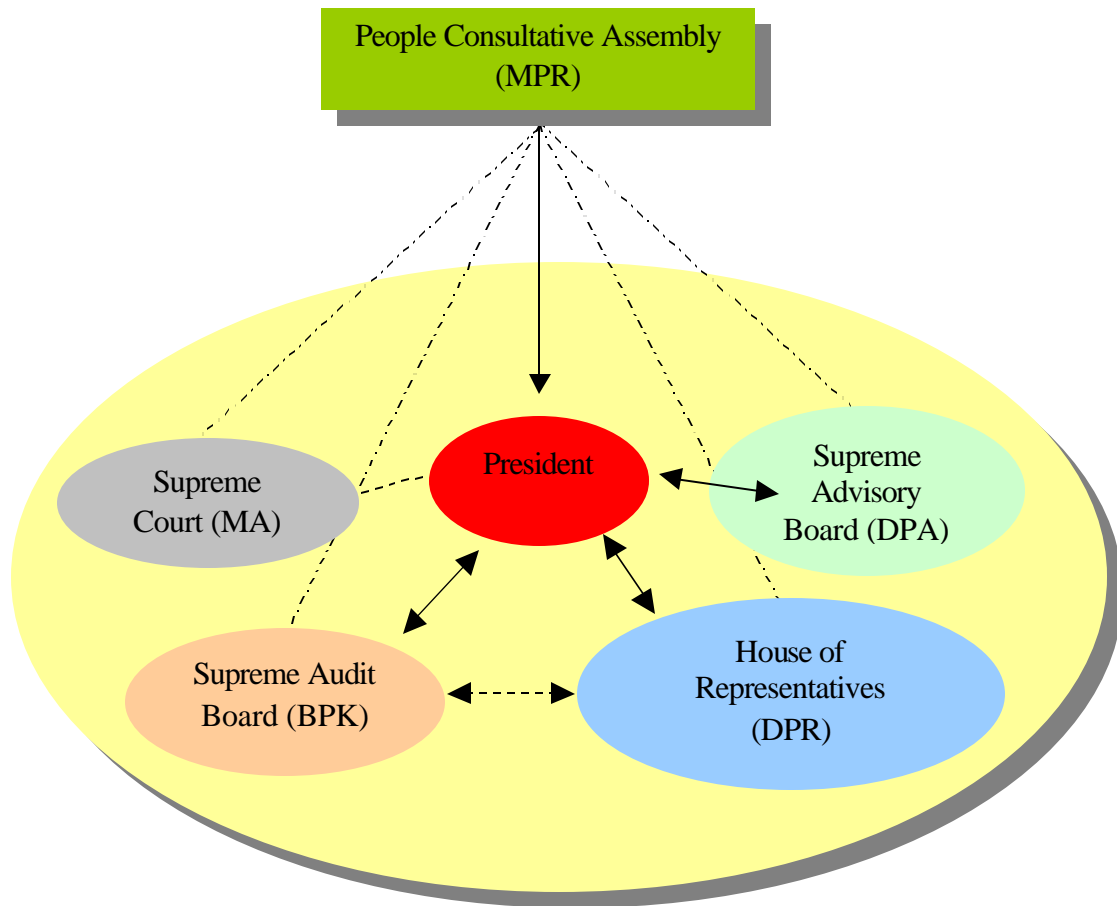 People Consultative Assembly
(MPR)
President
Supreme
Court (MA)
Supreme
Advisory
Board (DPA)
Supreme Audit
Board (BPK)
House of
Representatives
(DPR)